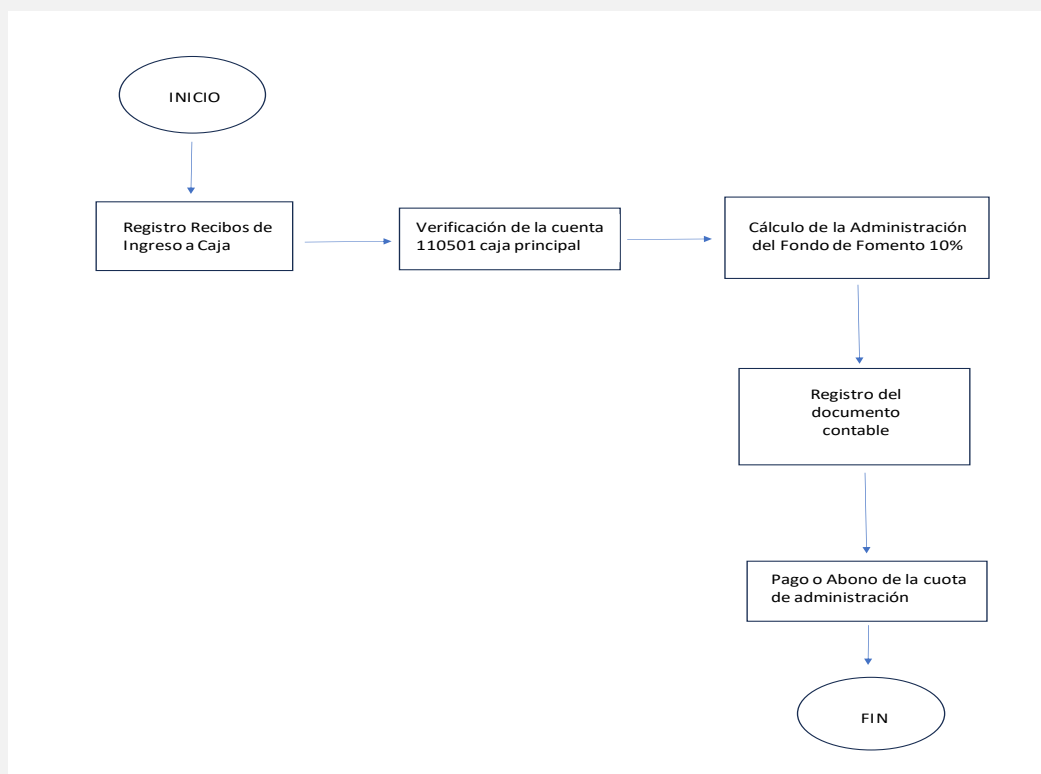 INICIO
Registro Recibos de
Ingreso a Caja
Verificación de la cuenta
110501 caja principal
Cálculo de la Administración
del Fondo de Fomento 10%
Registro del
documento
contable
Pago o Abono de la cuota
de administración
FIN